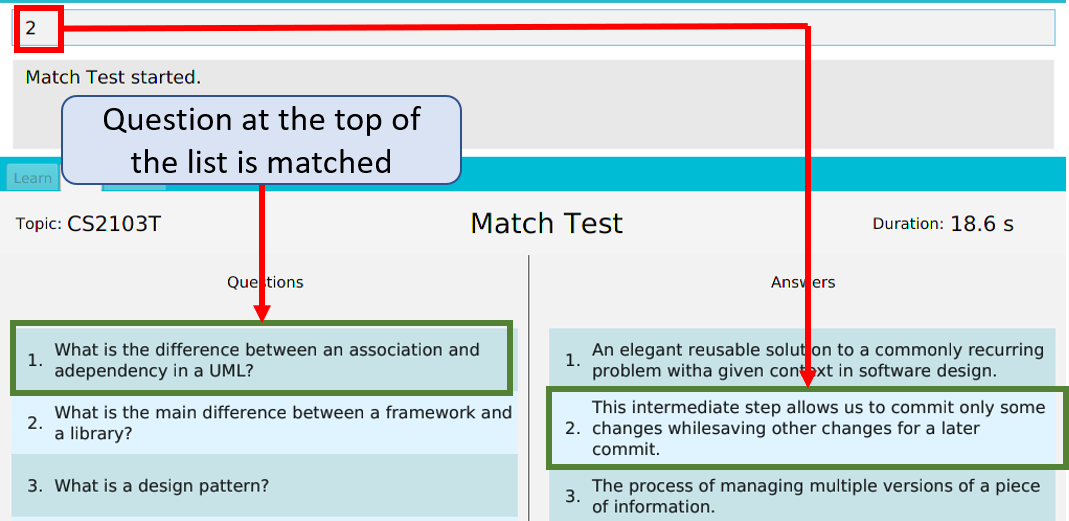 2
Match Test started.
Question at the top of
the list is matched
Learn
Topic: CS2103T
Match Test
Duration: 18.6 s
Questions
Answers
1. What is the difference between an association and
adependency in a UML?
2. What is the main difference between a framework and
a library?
3. What is a design pattern?
1. An elegant reusable solution to a commonly recurring
problem witha given context in software design.
2. This intermediate step allows us to commit only some
changes whilesaving other changes for a later
commit.
3. The process of managing multiple versions of a piece
of information.